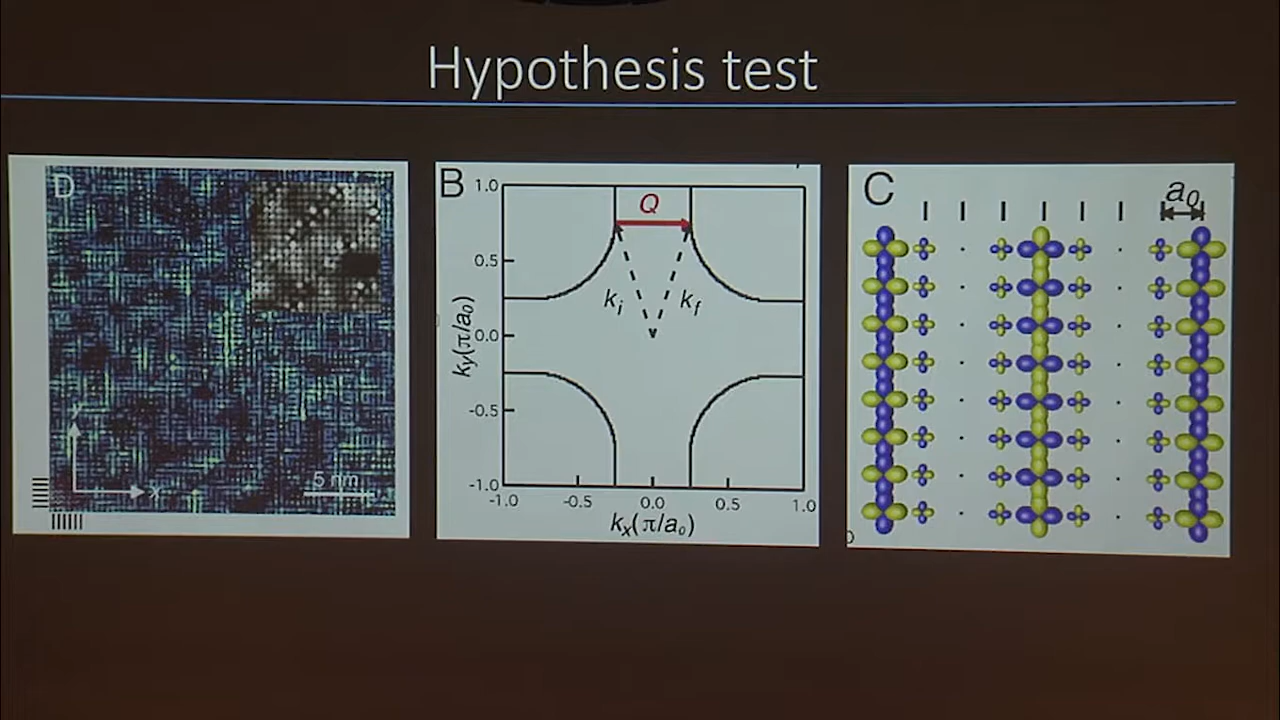 Hypothesis test
D
Y
X
5 nm
B
1.0
0.5
0.0
-0.5
-1.0
-1.0
-0.5
0.0
0.5
1.0
ky(π/a0)
kx(π/a0)
Q
ki
kf
C
a0